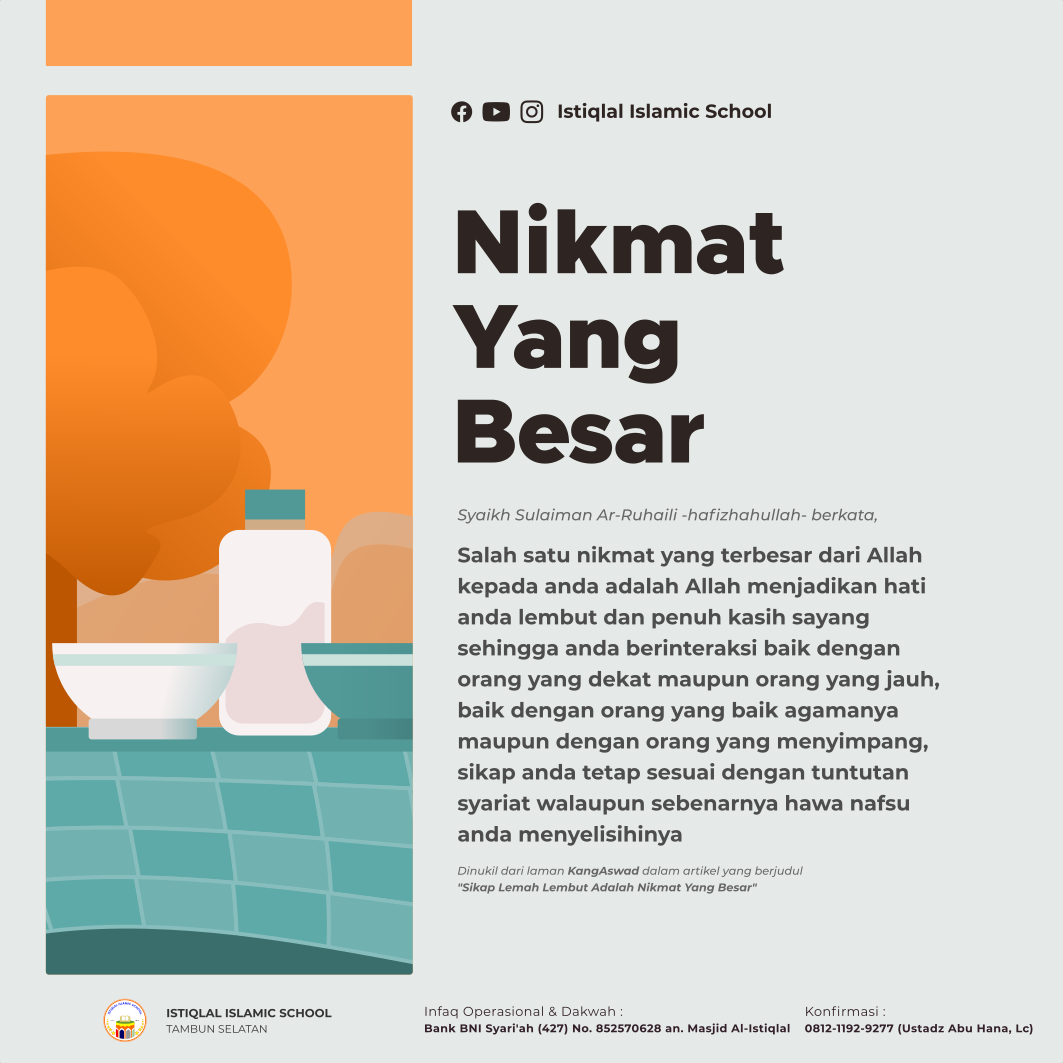 Istiqlal Islamic School
Nikmat
Yang
Besar
Syaikh Sulaiman Ar-Ruhaili -hafizhahullah- berkata,
Salah satu nikmat yang terbesar dari Allah
kepada anda adalah Allah menjadikan hati
anda lembut dan penuh kasih sayang
sehingga anda berinteraksi baik dengan
orang yang dekat maupun orang yang jauh,
baik dengan orang yang baik agamanya
maupun dengan orang yang menyimpang,
sikap anda tetap sesuai dengan tuntutan
syariat walaupun sebenarnya hawa nafsu
anda menyelisihinya
Dinukil dari laman KangAswad dalam artikel yang berjudul
"Sikap Lemah Lembut Adalah Nikmat Yang Besar"
ISTIQLAL ISLAMIC SCHOOL
TAMBUN SELATAN
Infaq Operasional & Dakwah :
Bank BNI Syari'ah (427) No. 852570628 an. Masjid Al-Istiqlal
Konfirmasi :
0812-1192-9277 (Ustadz Abu Hana, Lc)